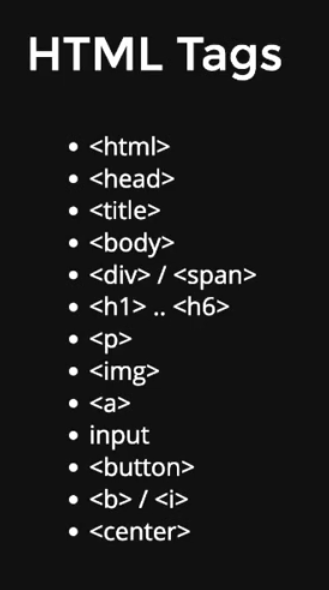 HTML Tags
• <html>
• <head>
• <title>
• <body>
• <div> / <span>
• <h1> .. <h6>
• <p>
• <img>
• <a>
• input
• <button>
• <b> / <i>
• <center>